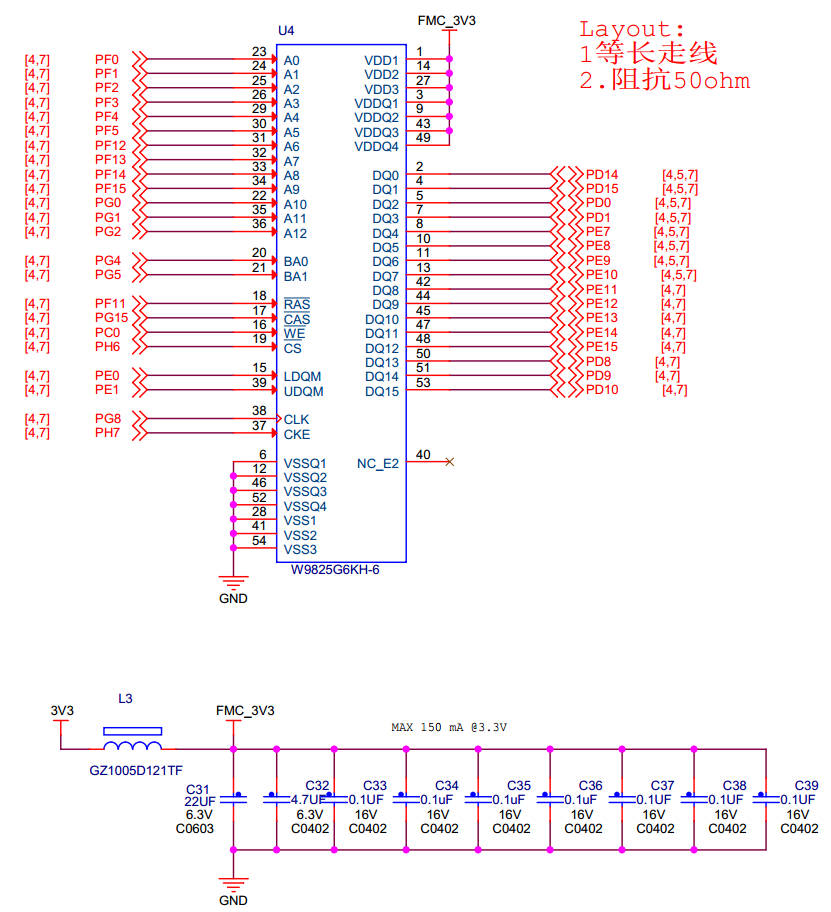 FMC_3V3
U4
Layout:
1等长走线
2.阻抗50ohm
[4,7] PF0 23 A0 VDD1 1
[4,7] PF1 24 A1 VDD2 14
[4,7] PF2 25 A2 VDD3 27
[4,7] PF3 26 A3 VDDQ1 3
[4,7] PF4 29 A4 VDDQ2 9
[4,7] PF5 30 A5 VDDQ3 43
[4,7] PF12 31 A6 VDDQ4 49
[4,7] PF13 32 A7
[4,7] PF14 33 A8 DQ0 2 PD14 [4,5,7]
[4,7] PF15 34 A9 DQ1 4 PD15 [4,5,7]
[4,7] PG0 22 A10 DQ2 5 PD0 [4,5,7]
[4,7] PG1 35 A11 DQ3 7 PD1 [4,5,7]
[4,7] PG2 36 A12 DQ4 8 PE7 [4,5,7]
DQ5 10 PE8 [4,5,7]
[4,7] PG4 20 BA0 DQ6 11 PE9 [4,5,7]
[4,7] PG5 21 BA1 DQ7 13 PE10 [4,5,7]
DQ8 42 PE11 [4,7]
[4,7] PF11 18 RAS DQ9 44 PE12 [4,7]
[4,7] PG15 17 CAS DQ10 45 PE13 [4,7]
[4,7] PC0 16 WE DQ11 47 PE14 [4,7]
[4,7] PH6 19 CS DQ12 48 PE15 [4,7]
DQ13 50 PD8 [4,7]
[4,7] PE0 15 LDQM DQ14 51 PD9 [4,7]
[4,7] PE1 39 UDQM DQ15 53 PD10 [4,7]
[4,7] PG8 38 CLK
[4,7] PH7 37 CKE
6 VSSQ1 NC_E2 40
12 VSSQ2
46 VSSQ3
52 VSSQ4
28 VSS1
41 VSS2
54 VSS3
W9825G6KH-6
GND
L3
3V3 FMC_3V3
MAX 150 mA @3.3V
GZ1005D121TF
C31 C32 C33 C34 C35 C36 C37 C38 C39
22UF 4.7UF 0.1UF 0.1uF 0.1uF 0.1uF 0.1UF 0.1UF 0.1UF
6.3V 6.3V 16V 16V 16V 16V 16V 16V 16V
C0603 C0402 C0402 C0402 C0402 C0402 C0402 C0402 C0402
GND